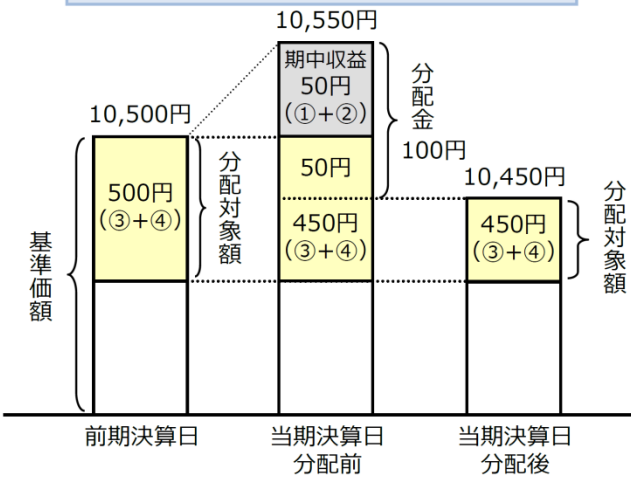 10,550円
期中収益
50円
(①+②)
分配金
100円
10,500円
500円
(③+④)
分配対象額
50円
450円
(③+④)
10,450円
450円
(③+④)
分配対象額
基準価額
前期決算日
当期決算日
分配前
当期決算日
分配後